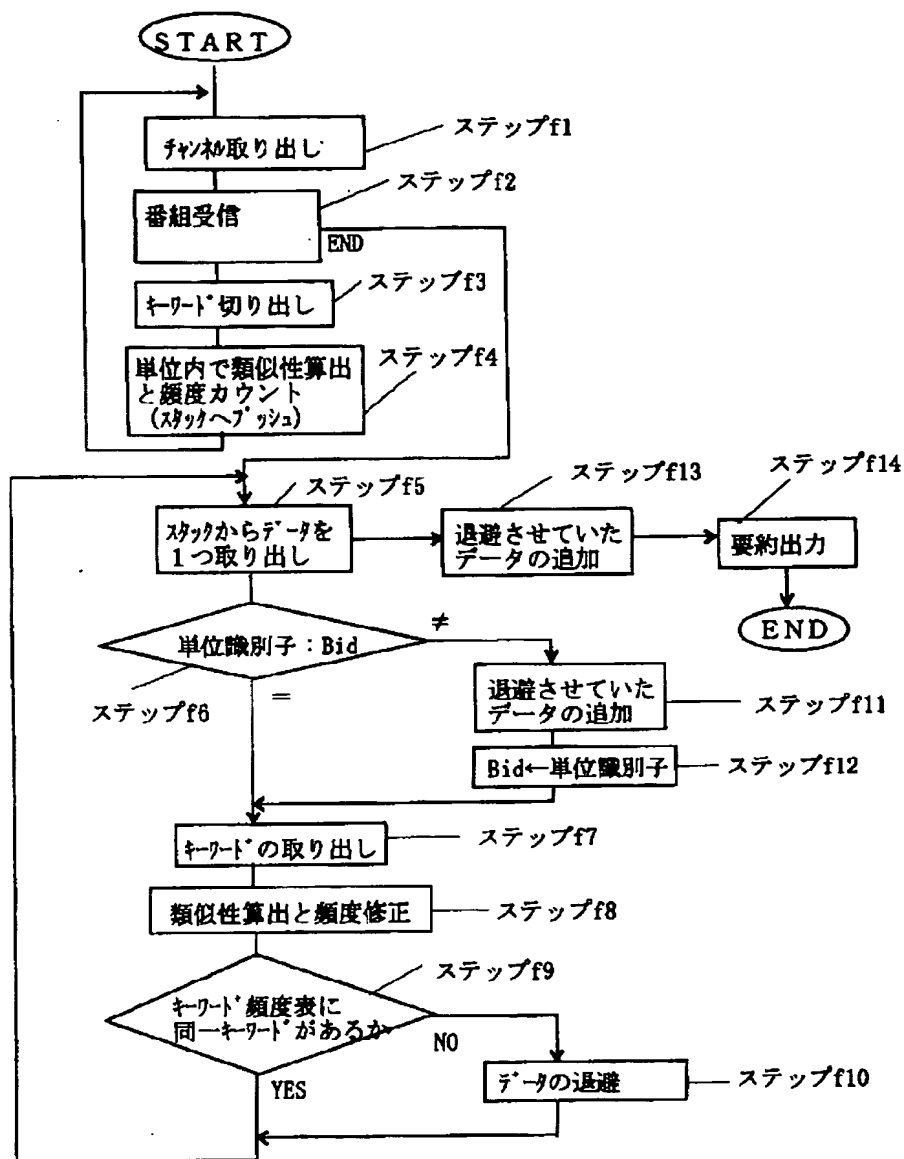 START
ステップf1
チャンネル取り出し
ステップf2
番組受信
END
ステップf3
キーワード切り出し
ステップf4
単位内で類似性算出
と頻度カウント
(スタックへプッシュ)
ステップf5
スタックからデータを
1つ取り出し
ステップf13
退避させていた
データの追加
ステップf14
要約出力
END
単位識別子：Bid
≠
＝
ステップf6
退避させていた
データの追加
ステップf11
Bid←単位識別子
ステップf12
キーワードの取り出し
ステップf7
類似性算出と頻度修正
ステップf8
ステップf9
キーワード頻度表に
同一キーワードがあるか
NO
YES
データの退避
ステップf10